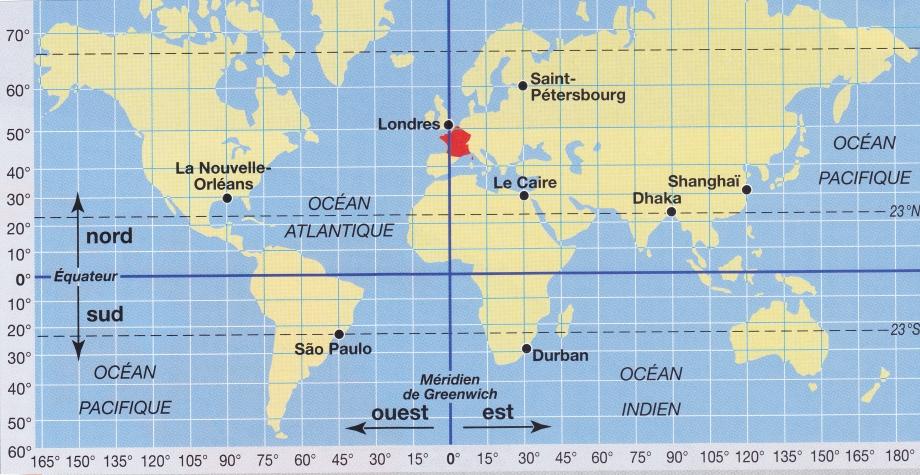 70°
60°
Saint-
Pétersbourg
50°
Londres
OCÉAN
PACIFIQUE
40°
La Nouvelle-
Orléans
Le Caire
Shanghaï
Dhaka
30°
OCÉAN
ATLANTIQUE
23°N
nord
20°
10°
0°
Équateur
10°
sud
20°
23°S
São Paulo
Durban
30°
OCÉAN
PACIFIQUE
Méridien
de Greenwich
OCÉAN
INDIEN
40°
ouest
est
50°
60°
165° 150° 135° 120° 105° 90° 75° 60° 45° 30° 15° 0° 15° 30° 45° 60° 75° 90° 105° 120° 135° 150° 165° 180°